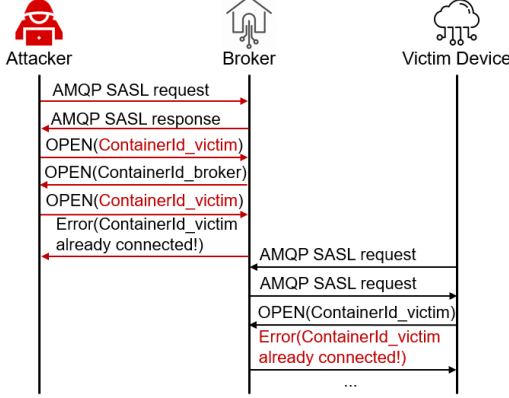 Attacker
Broker
Victim Device
AMQP SASL request
AMQP SASL response
OPEN(ContainerId_victim)
OPEN(ContainerId_broker)
OPEN(ContainerId_victim)
Error(ContainerId_victim
already connected!)
AMQP SASL request
AMQP SASL request
OPEN(ContainerId_victim)
Error(ContainerId_victim
already connected!)
...